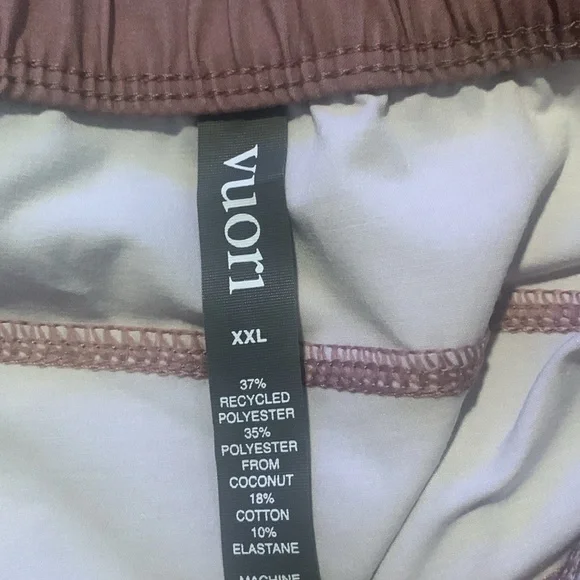 vuori
XXL
37%
RECYCLED
POLYESTER
35%
POLYESTER
FROM
COCONUT
18%
COTTON
10%
ELASTANE
MACHINE